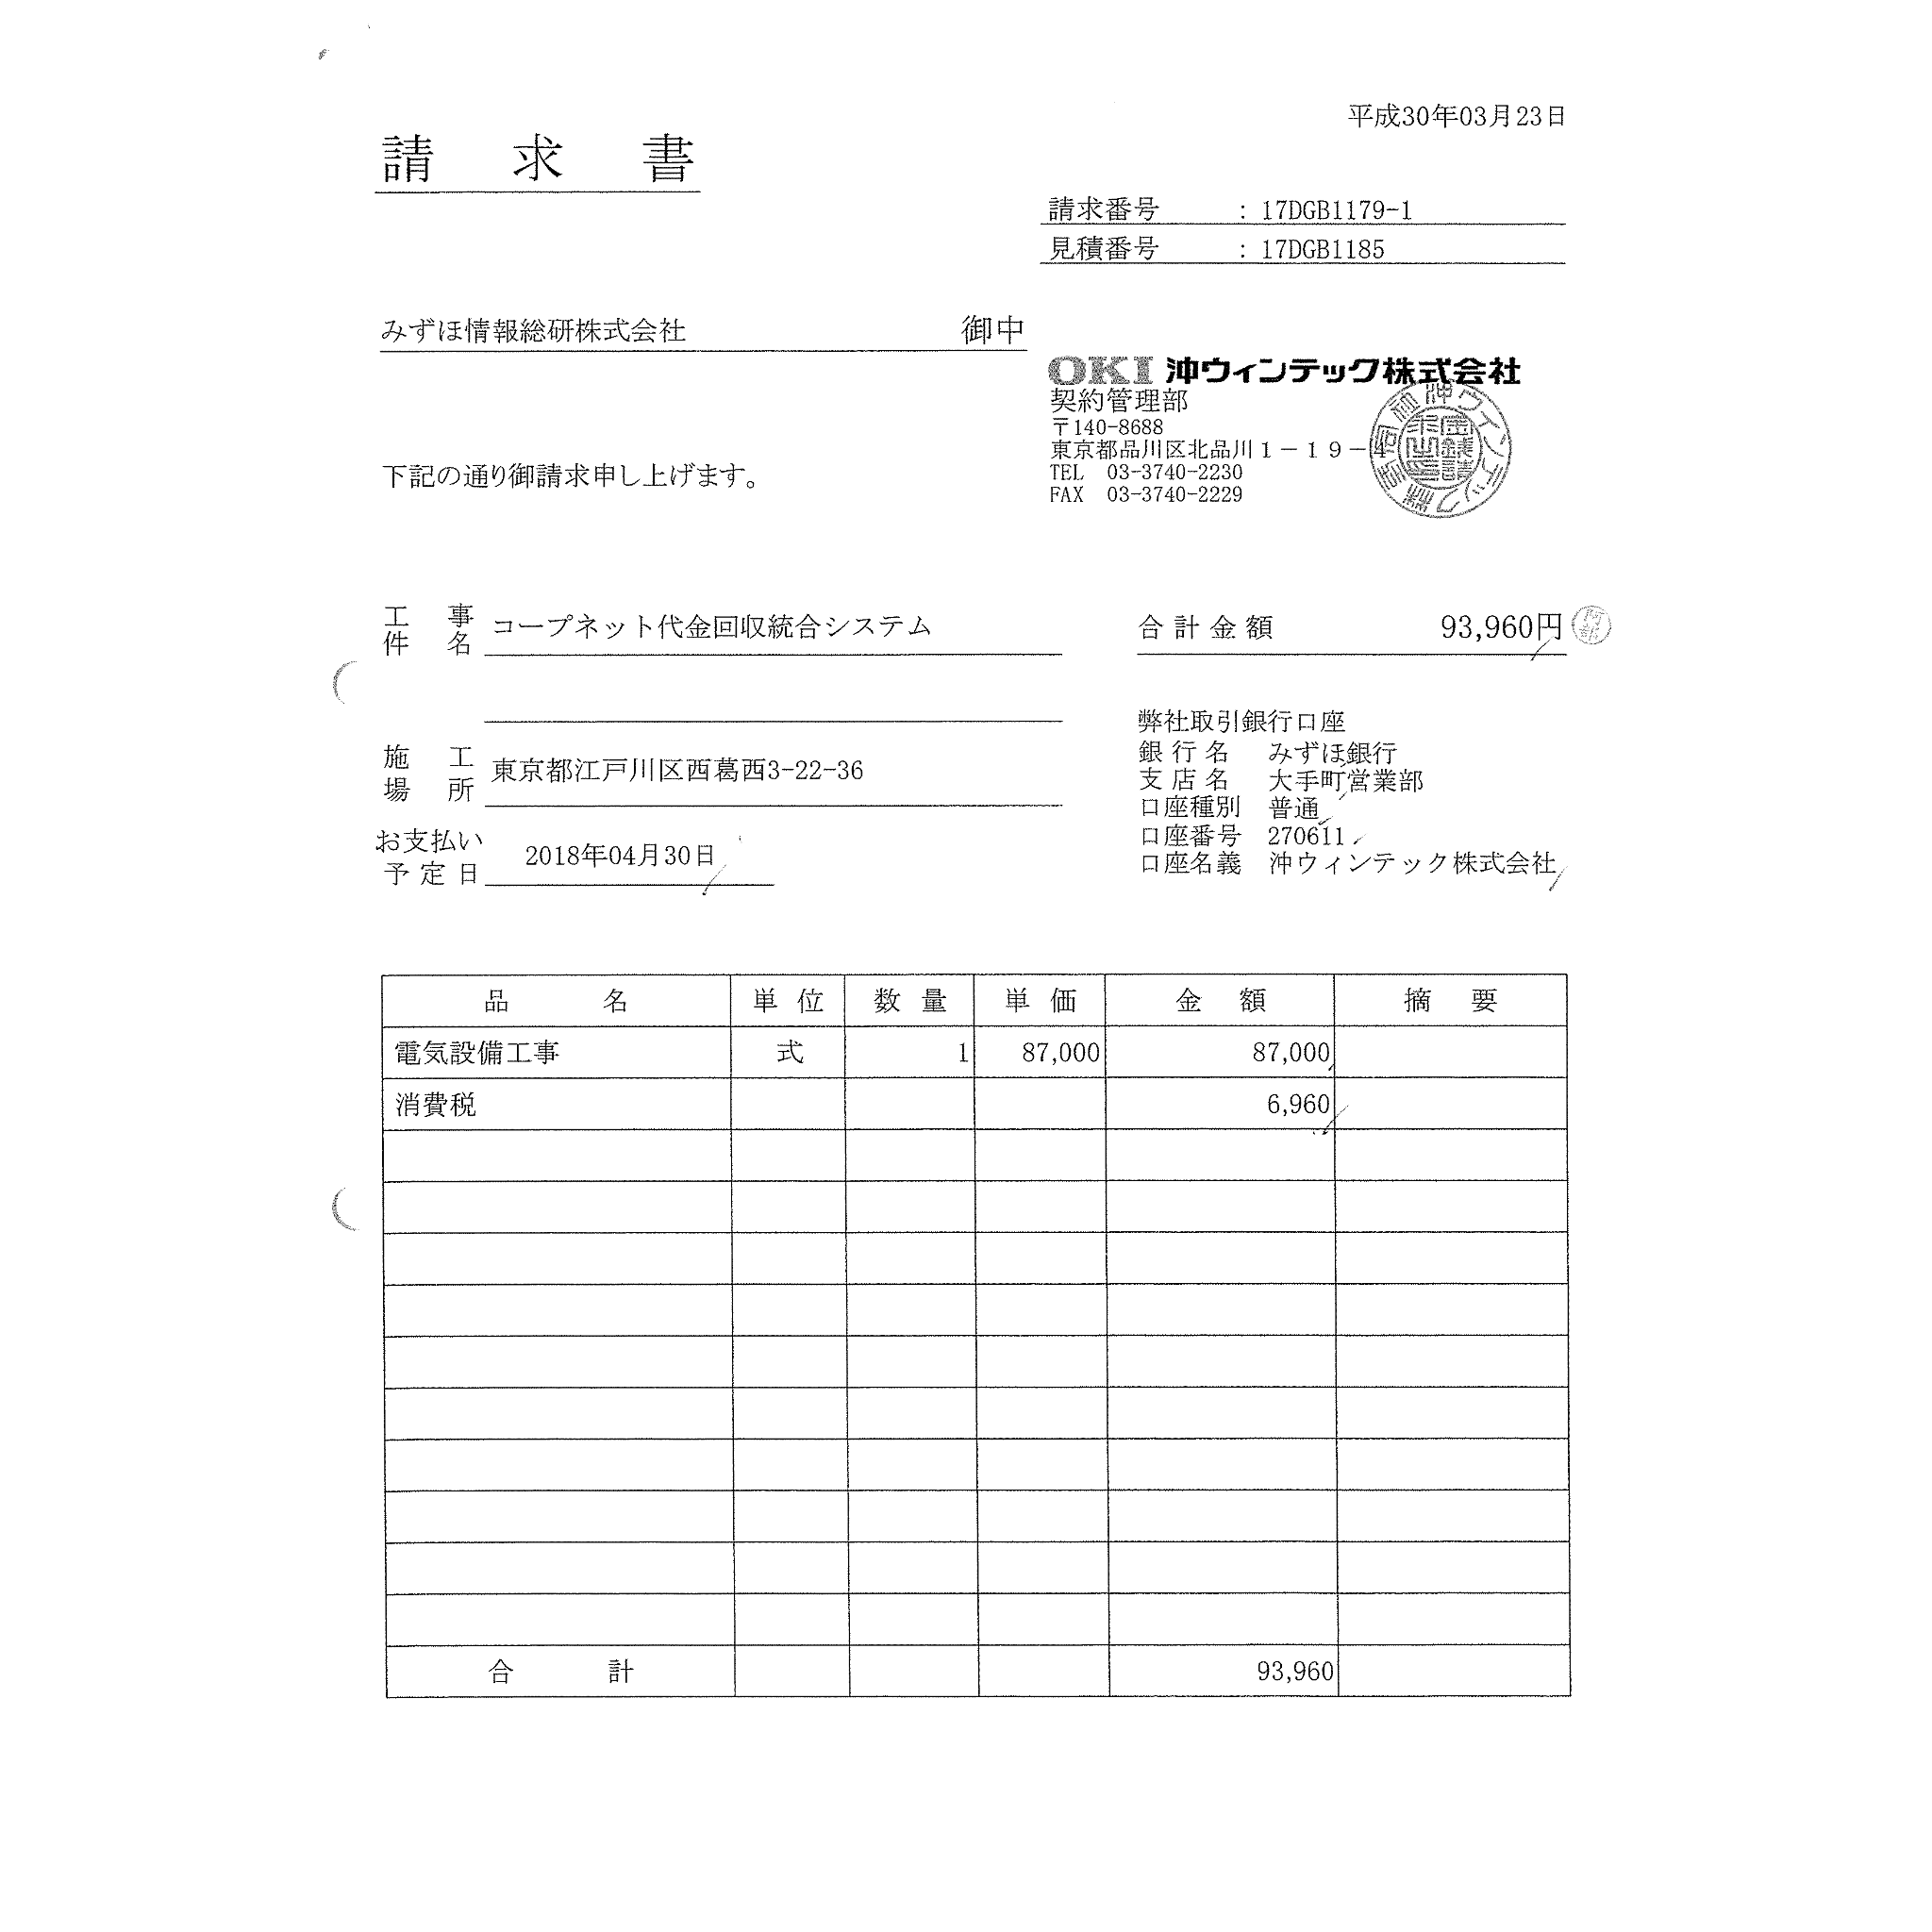 平成30年03月23日
請求書
請求番号 : 17DGB1179-1
見積番号 : 17DGB1185
みずほ情報総研株式会社 御中
OKI 沖ウィンテック株式会社
契約管理部
〒140-8688
東京都品川区北品川1-19-4
TEL 03-3740-2230
FAX 03-3740-2229
下記の通り御請求申し上げます。
工事件名 コープネット代金回収統合システム
合計金額 93,960円
施工場所 東京都江戸川区西葛西3-22-36
お支払い予定日 2018年04月30日
弊社取引銀行口座
銀行名 みずほ銀行
支店名 大手町営業部
口座種別 普通
口座番号 270611
口座名義 沖ウィンテック株式会社
品名 単位 数量 単価 金額 摘要
電気設備工事 式 1 87,000 87,000
消費税 6,960
合計 93,960